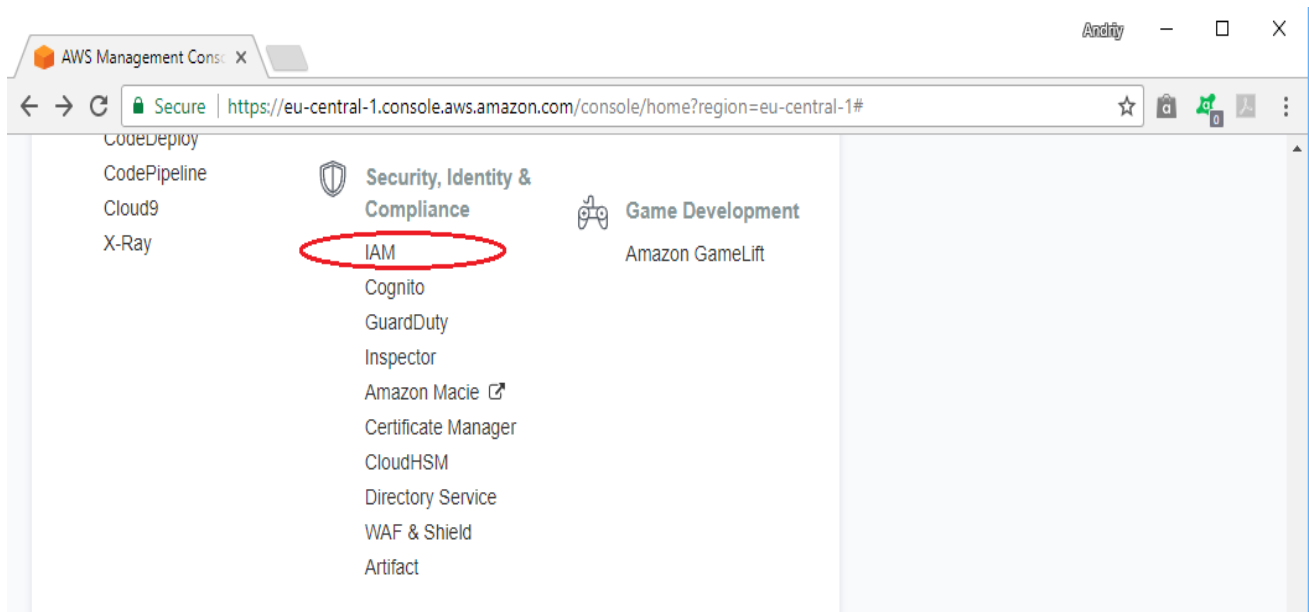 Andriy
AWS Management Consc
Secure
https://eu-central-1.console.aws.amazon.com/console/home?region=eu-central-1#
0
CodeDeploy
CodePipeline
Cloud9
X-Ray
Security, Identity &
Compliance
IAM
Cognito
GuardDuty
Inspector
Amazon Macie
Certificate Manager
CloudHSM
Directory Service
WAF & Shield
Artifact
Game Development
Amazon GameLift